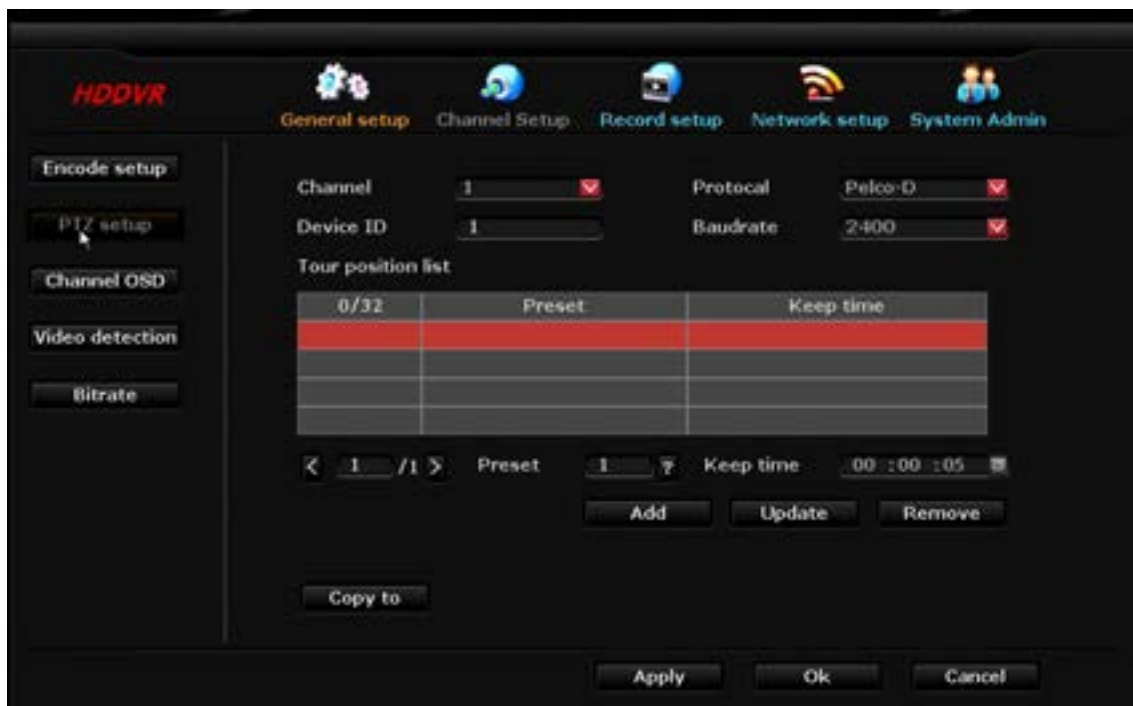 HDDVR
General setup Channel Setup Record setup Network setup System Admin
Encode setup
PTZ setup
Channel OSD
Video detection
Bitrate
Channel 1 Protocal Pelco-D
Device ID 1 Baudrate 2400
Tour position list
0/32 Preset Keep time
< 1 /1 > Preset 1 ? Keep time 00 :00 :05
Add Update Remove
Copy to
Apply Ok Cancel